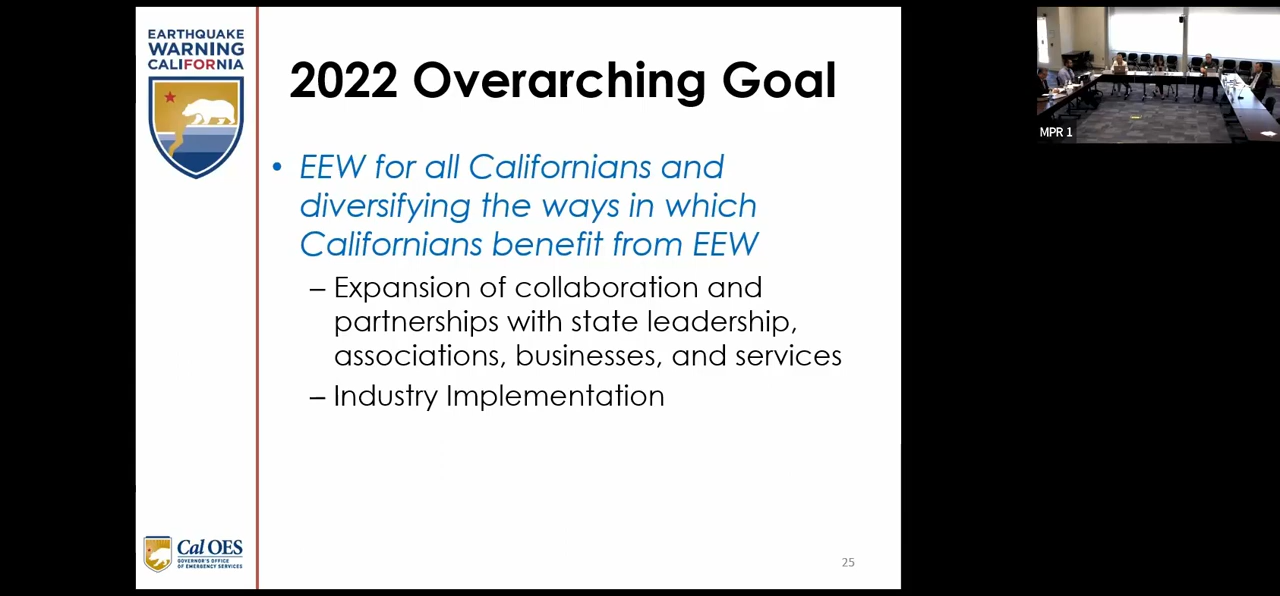 EARTHQUAKE
WARNING
CALIFORNIA
2022 Overarching Goal
• EEW for all Californians and
diversifying the ways in which
Californians benefit from EEW
– Expansion of collaboration and
partnerships with state leadership,
associations, businesses, and services
– Industry Implementation
Cal OES
GOVERNOR'S OFFICE
OF EMERGENCY SERVICES
25
MPR 1